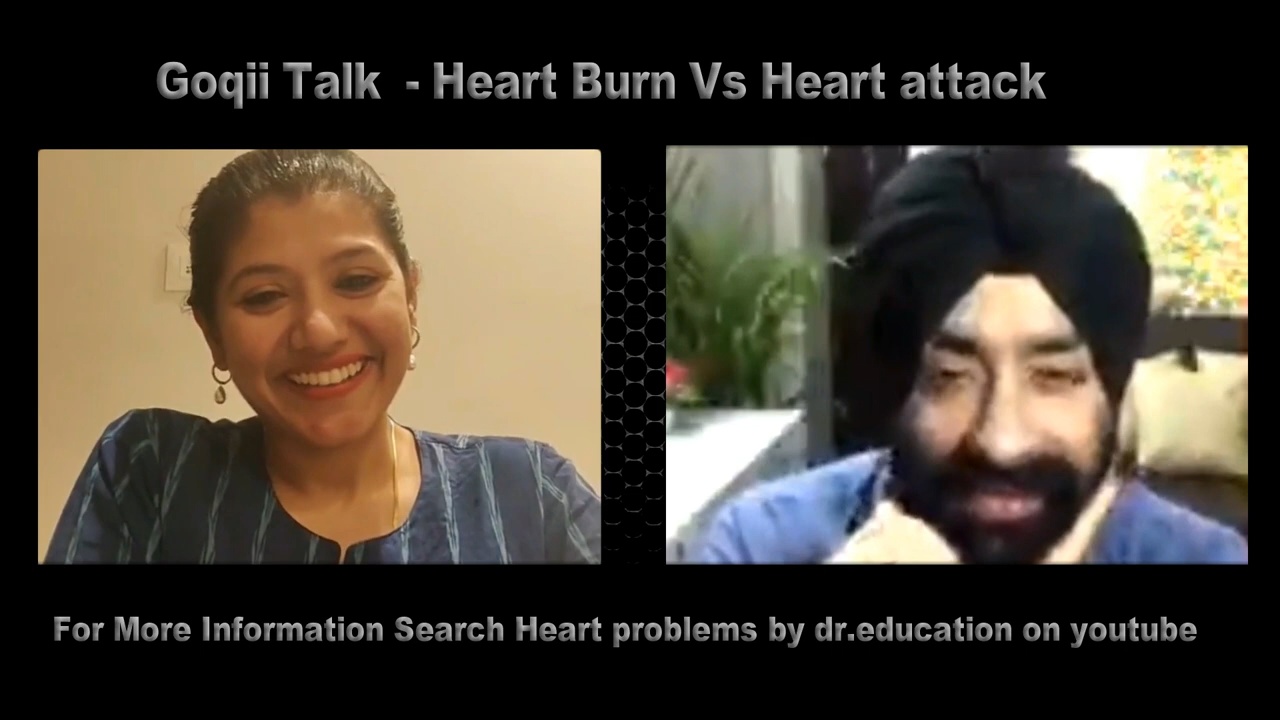 Goqii Talk - Heart Burn Vs Heart attack
For More Information Search Heart problems by dr.education on youtube